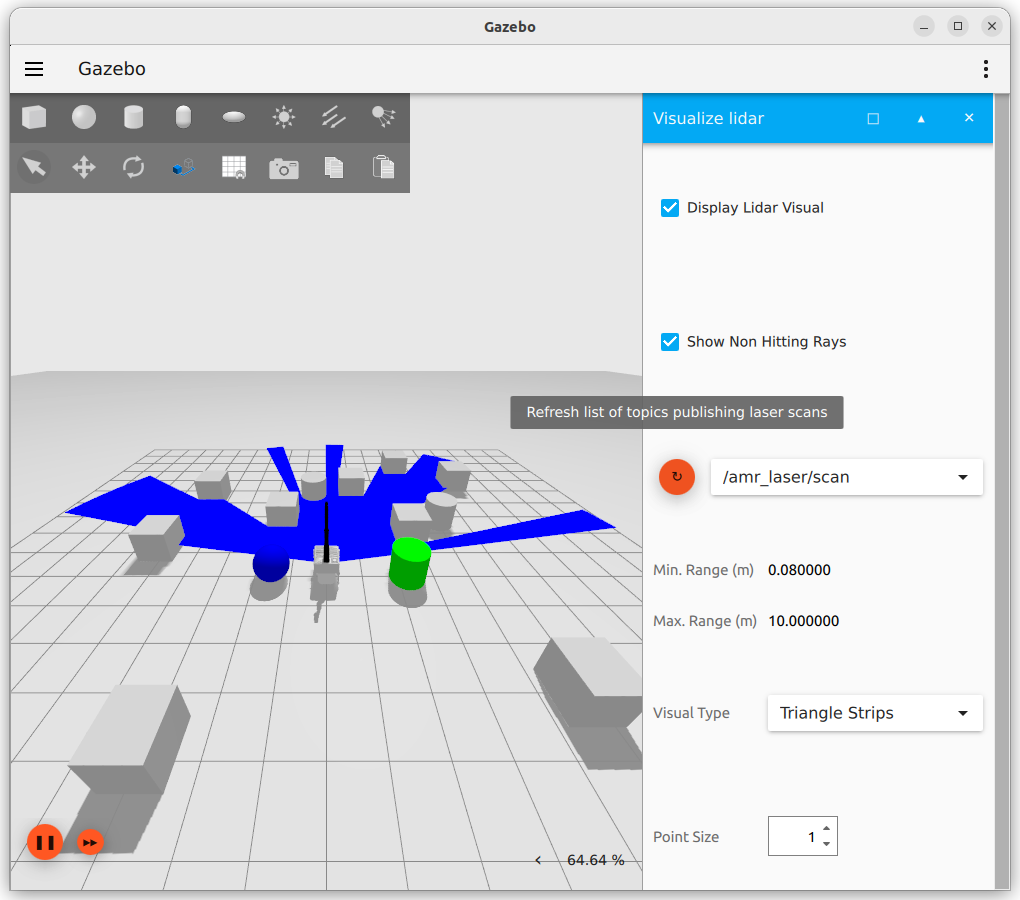 Gazebo
Gazebo
Visualize lidar
Display Lidar Visual
Show Non Hitting Rays
Refresh list of topics publishing laser scans
/amr_laser/scan
Min. Range (m) 0.080000
Max. Range (m) 10.000000
Visual Type Triangle Strips
Point Size 1
64.64 %